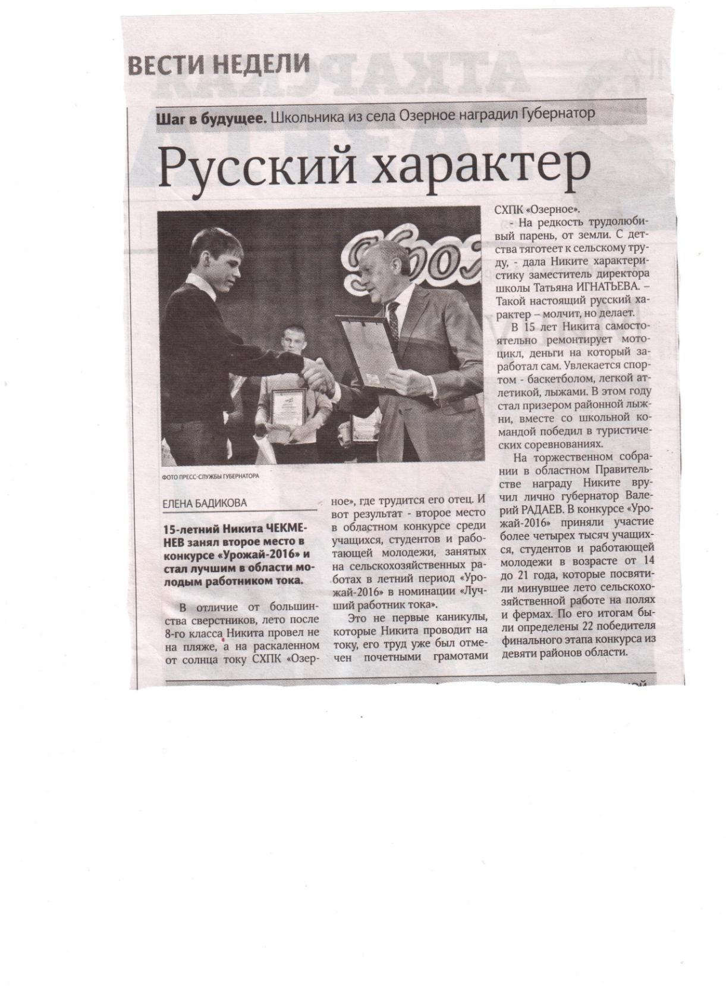 ВЕСТИ НЕДЕЛИ
Шаг в будущее. Школьника из села Озерное наградил Губернатор
Русский характер
Урож
ФОТО ПРЕСС-СЛУЖБЫ ГУБЕРНАТОРА
ЕЛЕНА БАДИКОВА
15-летний Никита ЧЕКМЕ-
НЕВ занял второе место в
конкурсе «Урожай-2016» и
стал лучшим в области мо-
лодым работником тока.
В отличие от большин-
ства сверстников, лето после
8-го класса Никита провел не
на пляже, а на раскаленном
от солнца току СХПК «Озер-
ное», где трудится его отец. И
вот результат - второе место
в областном конкурсе среди
учащихся, студентов и рабо-
тающей молодежи, занятых
на сельскохозяйственных ра-
ботах в летний период «Уро-
жай-2016» в номинации «Луч-
ший работник тока».
Это не первые каникулы,
которые Никита проводит на
току, его труд уже был отме-
чен почетными грамотами
СХПК «Озерное».
- На редкость трудолюби-
вый парень, от земли. С дет-
ства тяготеет к сельскому тру-
ду, - дала Никите характери-
стику заместитель директора
школы Татьяна ИГНАТЬЕВА. –
Такой настоящий русский ха-
рактер – молчит, но делает.
В 15 лет Никита самосто-
ятельно ремонтирует мото-
цикл, деньги на который за-
работал сам. Увлекается спор-
том - баскетболом, легкой ат-
летикой, лыжами. В этом году
стал призером районной лыж-
ни, вместе со школьной ко-
мандой победил в туристиче-
ских соревнованиях.
На торжественном собра-
нии в областном Правитель-
стве награду Никите вру-
чил лично губернатор Вале-
рий РАДАЕВ. В конкурсе «Уро-
жай-2016» приняли участие
более четырех тысяч учащих-
ся, студентов и работающей
молодежи в возрасте от 14
до 21 года, которые посвяти-
ли минувшее лето сельскохо-
зяйственной работе на полях
и фермах. По его итогам бы-
ли определены 22 победителя
финального этапа конкурса из
девяти районов области.